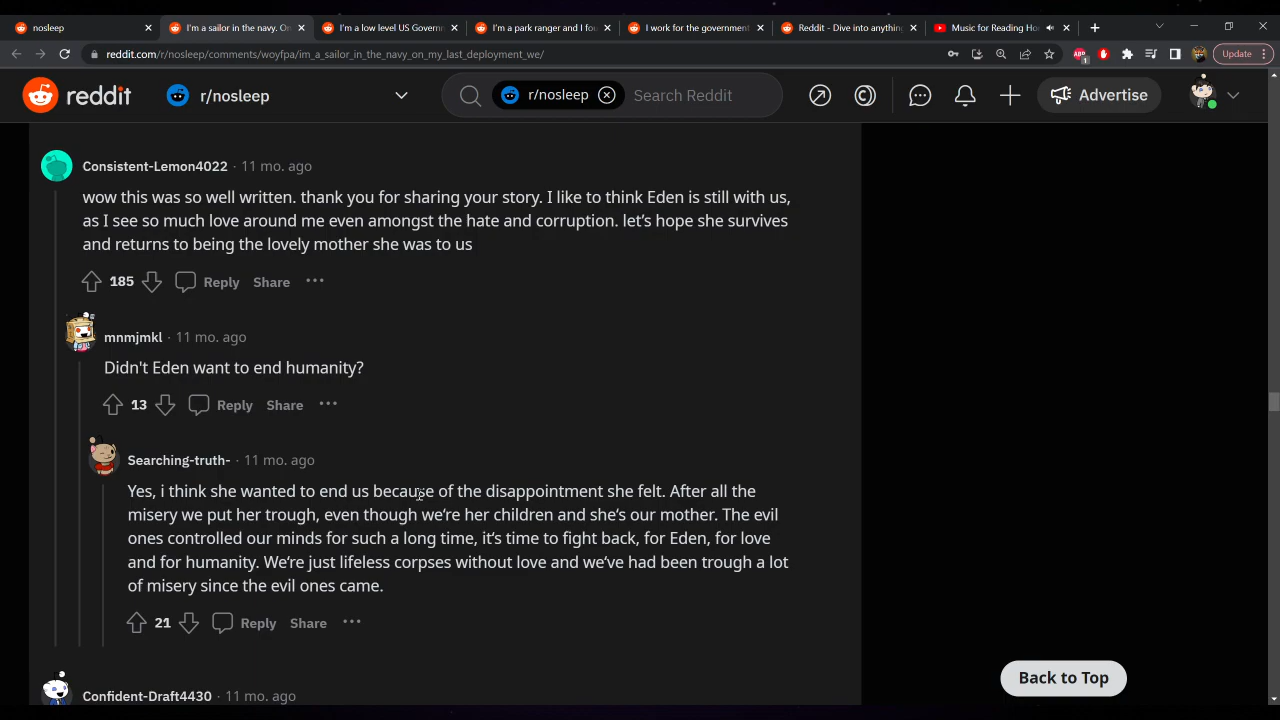 nosleep
I'm a sailor in the navy. On
I'm a low level US Govern
I'm a park ranger and I fou
I work for the government
Reddit - Dive into anything
Music for Reading Ho
Update
reddit.com/r/nosleep/comments/woyfpa/im_a_sailor_in_the_navy_on_my_last_deployment_we/
reddit
r/nosleep
r/nosleep
Search Reddit
Advertise
Consistent-Lemon4022 · 11 mo. ago
wow this was so well written. thank you for sharing your story. I like to think Eden is still with us,
as I see so much love around me even amongst the hate and corruption. let's hope she survives
and returns to being the lovely mother she was to us
185 Reply Share ···
mnmjmkl · 11 mo. ago
Didn't Eden want to end humanity?
13 Reply Share ···
Searching-truth- · 11 mo. ago
Yes, i think she wanted to end us because of the disappointment she felt. After all the
misery we put her trough, even though we're her children and she's our mother. The evil
ones controlled our minds for such a long time, it's time to fight back, for Eden, for love
and for humanity. We're just lifeless corpses without love and we've had been trough a lot
of misery since the evil ones came.
21 Reply Share ···
Back to Top
Confident-Draft4430 · 11 mo. ago